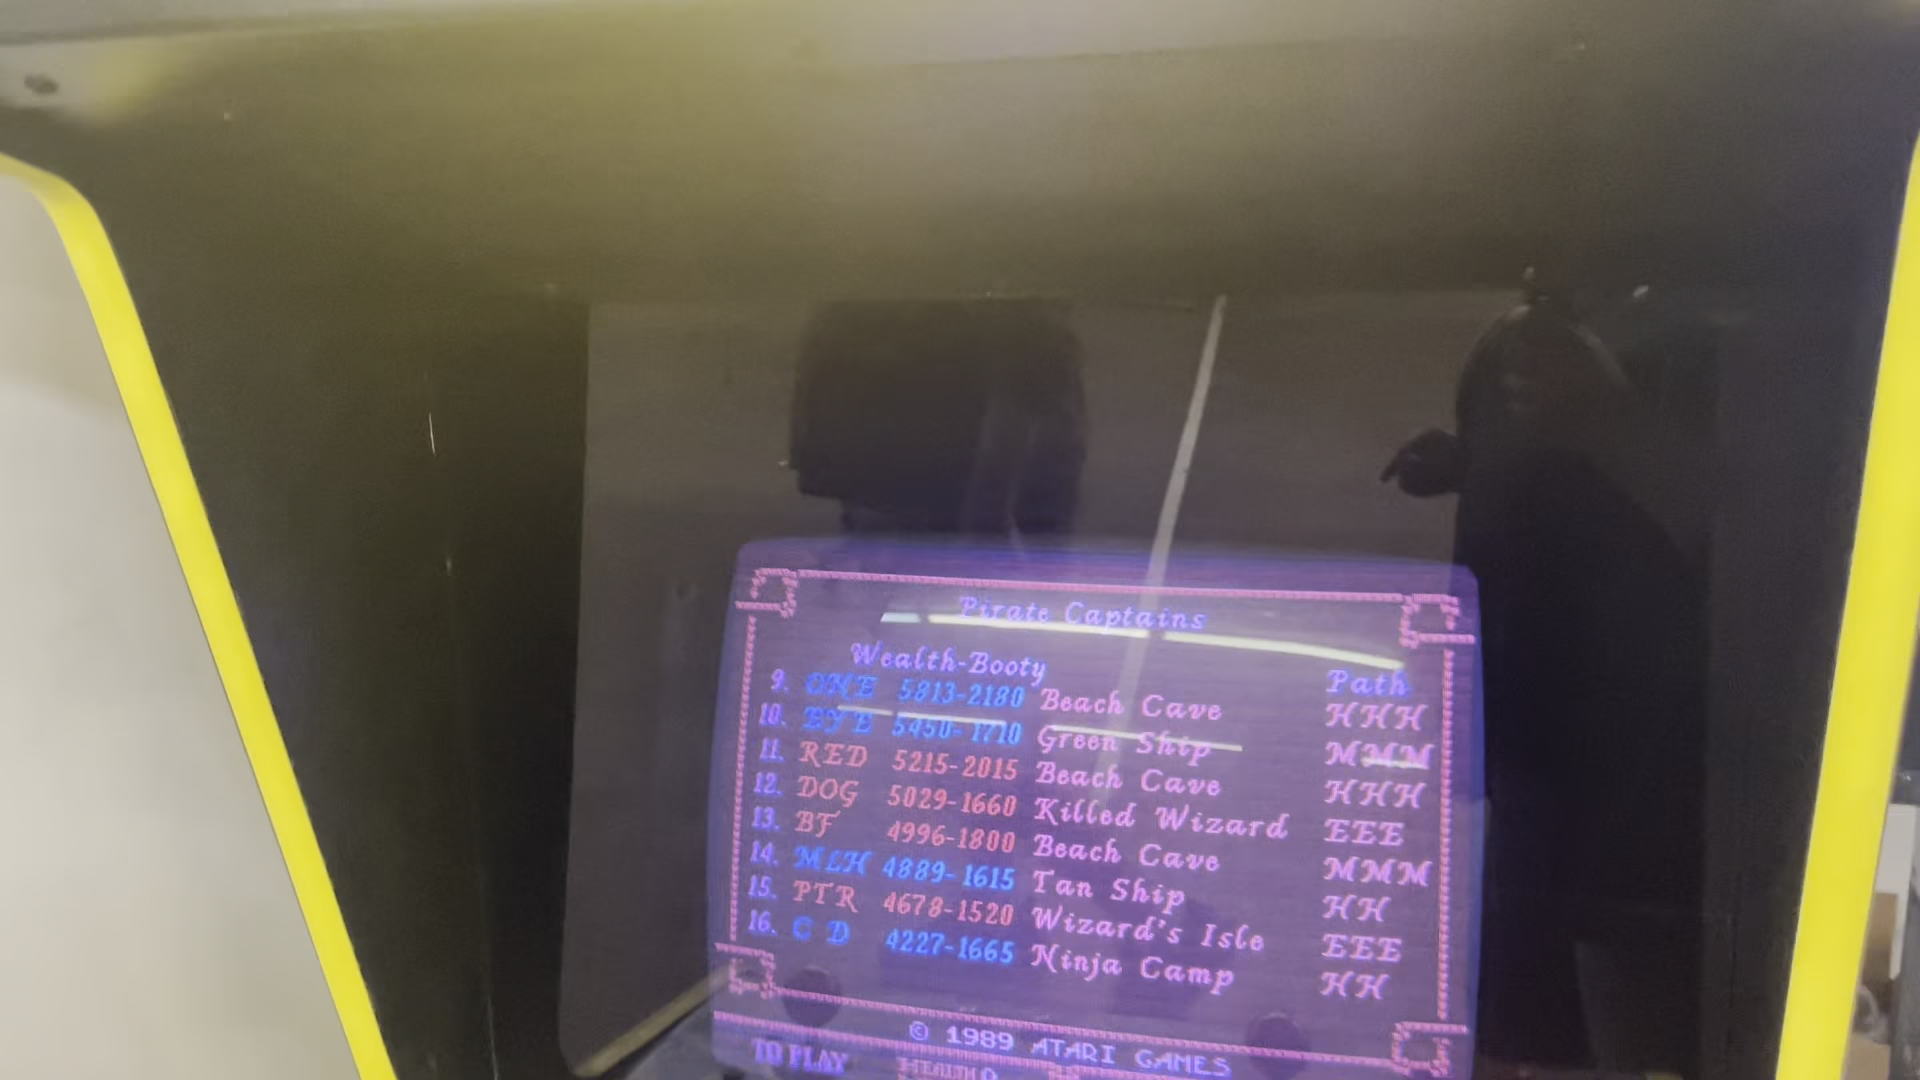 Pirate Captains
Wealth-Booty Path
9. 5813-2180 Beach Cave HHH
10. EYE 5450-1710 Green Ship MMM
11. RED 5215-2015 Beach Cave HHH
12. DOG 5029-1660 Killed Wizard EEE
13. BF 4996-1800 Beach Cave MMM
14. MLH 4889-1615 Tan Ship HH
15. PTR 4678-1520 Wizard's Isle EEE
16. C D 4227-1665 Ninja Camp HH
© 1989 ATARI GAMES
TO PLAY HEALTH 0